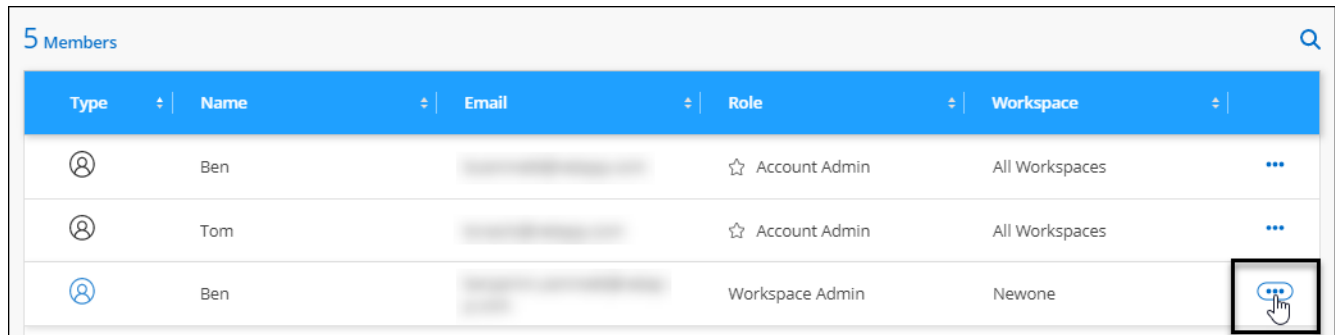 5 Members
Type Name Email Role Workspace
Ben Account Admin All Workspaces
Tom Account Admin All Workspaces
Ben Workspace Admin Newone